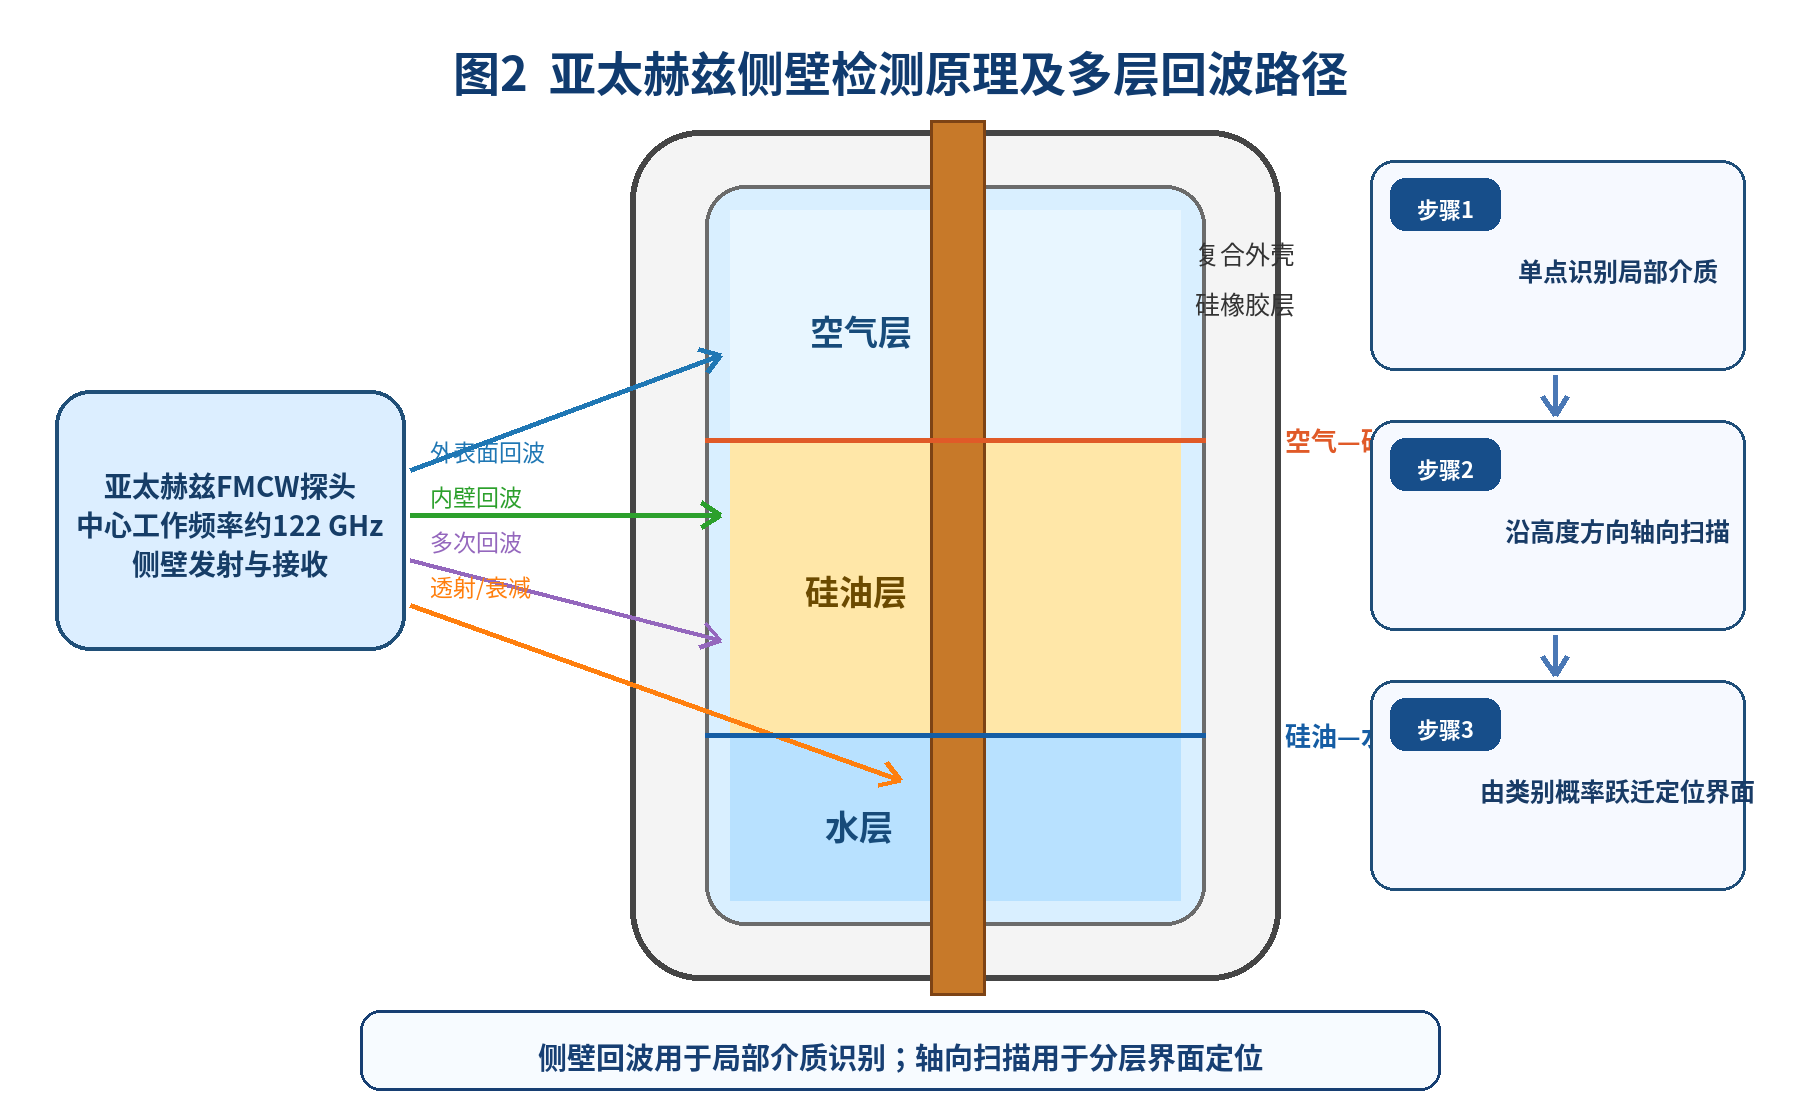 图2 亚太赫兹侧壁检测原理及多层回波路径
亚太赫兹FMCW探头
中心工作频率约122 GHz
侧壁发射与接收
外表面回波
内壁回波
多次回波
透射/衰减
空气层
硅油层
水层
复合外壳
硅橡胶层
空气—
硅油—
步骤1
单点识别局部介质
步骤2
沿高度方向轴向扫描
步骤3
由类别概率跃迁定位界面
侧壁回波用于局部介质识别；轴向扫描用于分层界面定位